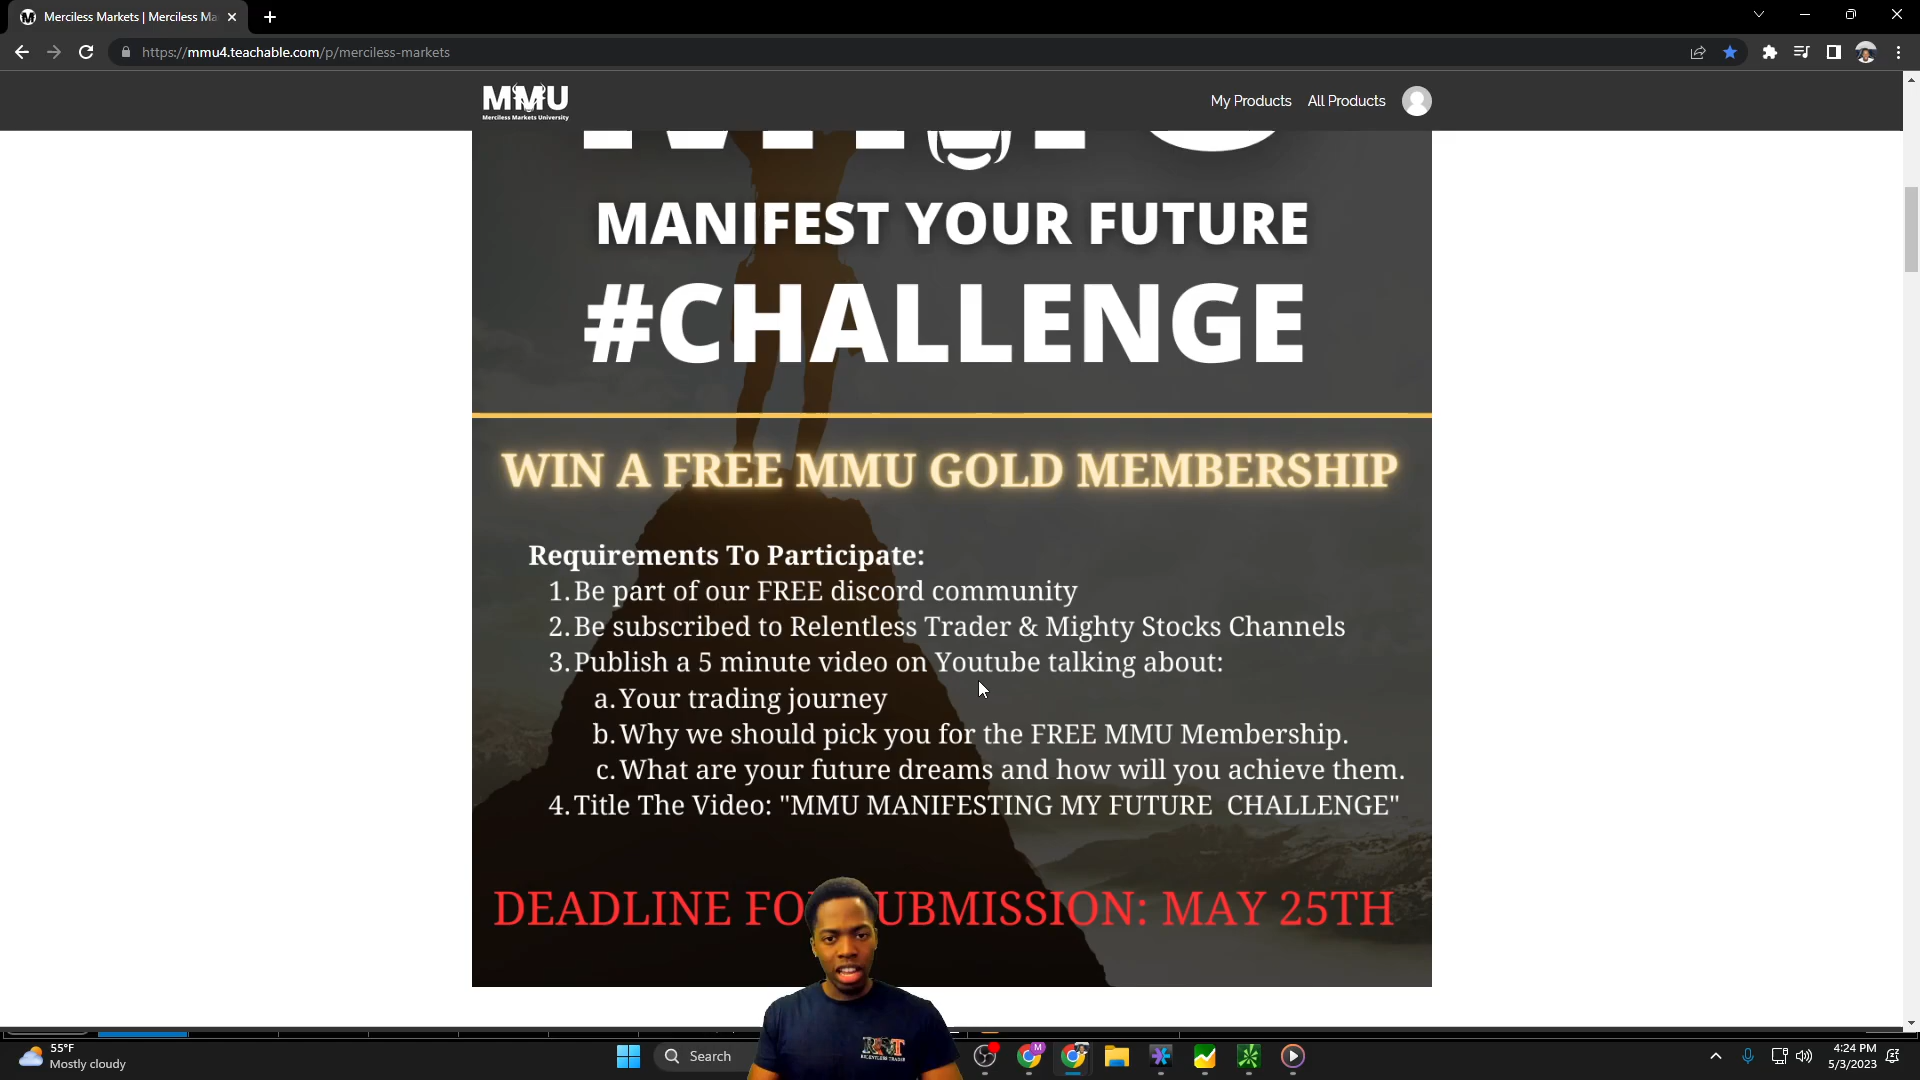 Merciless Markets | Merciless Ma
https://mmu4.teachable.com/p/merciless-markets
MMU
Merciless Markets University
My Products All Products
MANIFEST YOUR FUTURE
#CHALLENGE
WIN A FREE MMU GOLD MEMBERSHIP
Requirements To Participate:
1. Be part of our FREE discord community
2. Be subscribed to Relentless Trader & Mighty Stocks Channels
3. Publish a 5 minute video on Youtube talking about:
a. Your trading journey
b. Why we should pick you for the FREE MMU Membership.
c. What are your future dreams and how will you achieve them.
4. Title The Video: "MMU MANIFESTING MY FUTURE CHALLENGE"
DEADLINE FO UBMISSION: MAY 25TH
RELENTLESS TRADER
55°F
Mostly cloudy
Search
M
4:24 PM
5/3/2023